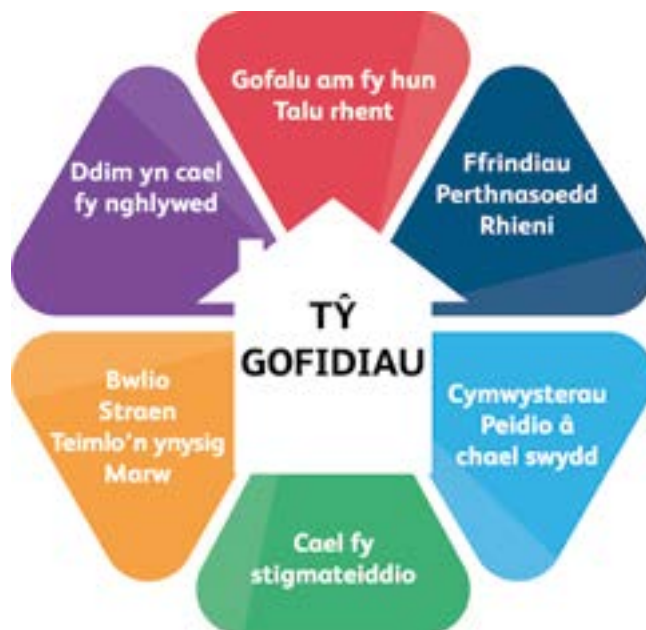 Gofalu am fy hun
Talu rhent
Ffrindiau
Perthnasoedd
Rhieni
Cymwysterau
Peidio â
chael swydd
Cael fy
stigmateiddio
Bwlio
Straen
Teimlo'n ynysig
Marw
Ddim yn cael
fy nghlywed
TŶ
GOFIDIAU